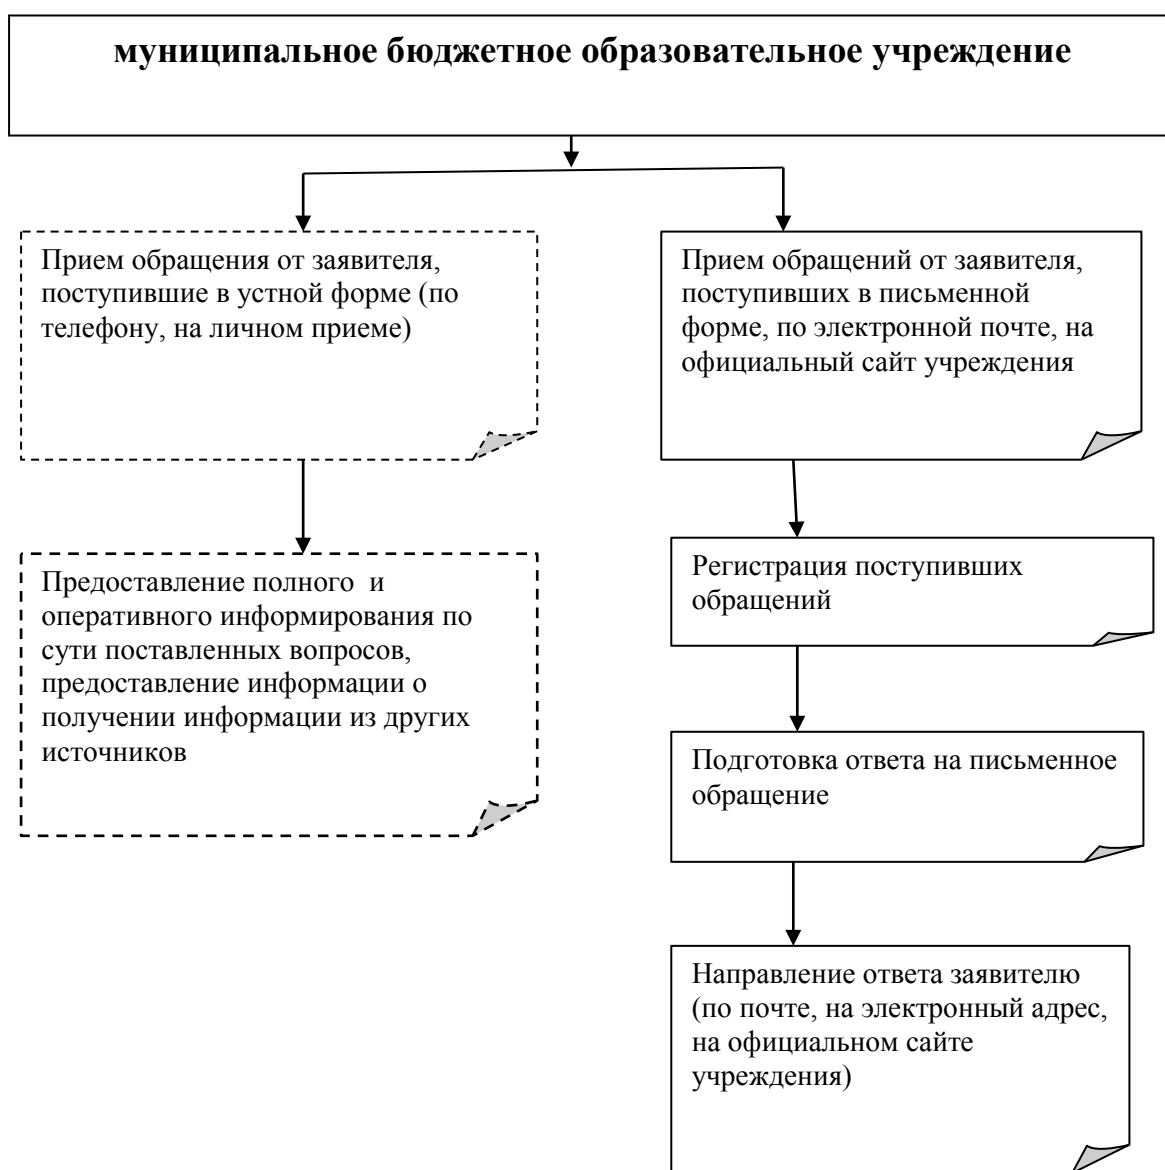 муниципальное бюджетное образовательное учреждение
Прием обращения от заявителя,
поступившие в устной форме (по
телефону, на личном приеме)
Прием обращений от заявителя,
поступивших в письменной
форме, по электронной почте, на
официальный сайт учреждения
Предоставление полного  и
оперативного информирования по
сути поставленных вопросов,
предоставление информации о
получении информации из других
источников
Регистрация поступивших
обращений
Подготовка ответа на письменное
обращение
Направление ответа заявителю
(по почте, на электронный адрес,
на официальном сайте
учреждения)